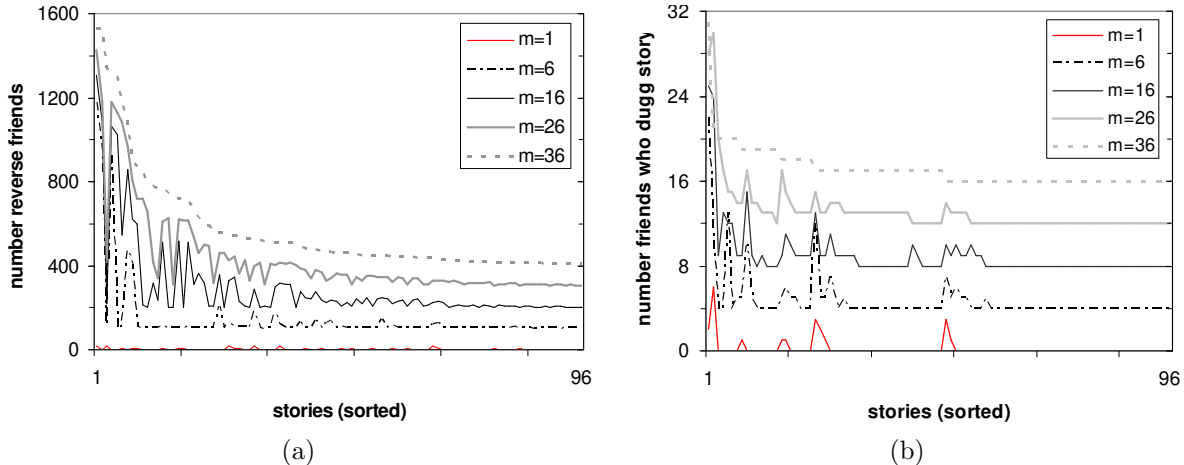 number reverse friends
1600
1200
800
400
0
1
96
stories (sorted)
m=1
m=6
m=16
m=26
m=36
(a)
number friends who dugg story
32
24
16
8
0
1
96
stories (sorted)
m=1
m=6
m=16
m=26
m=36
(b)